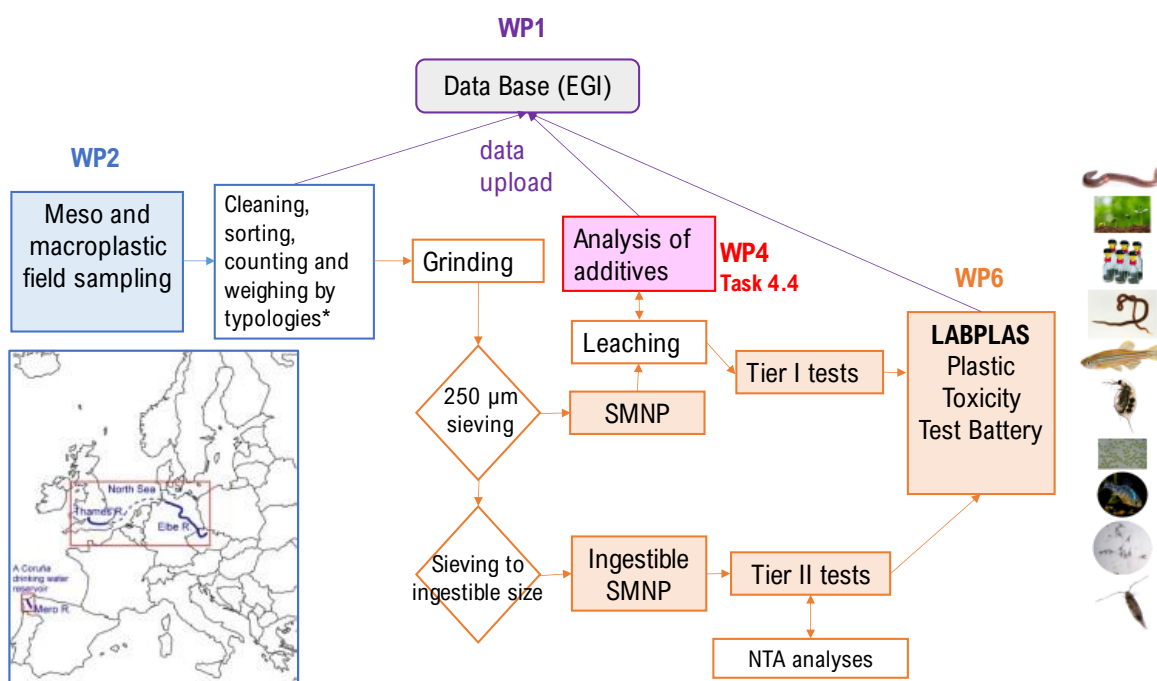 WP1
Data Base (EGI)
WP2
data
upload
Meso and
macroplastic
field sampling
Cleaning,
sorting,
counting and
weighing by
typologies*
Grinding
Analysis of
additives
WP4
Task 4.4
WP6
Leaching
Tier I tests
LABPLAS
Plastic
Toxicity
Test Battery
250 µm
sieving
SMNP
North Sea
Thames R.
Elbe R.
A Coruña
drinking water
reservoir
Mero R.
Sieving to
ingestible size
Ingestible
SMNP
Tier II tests
NTA analyses